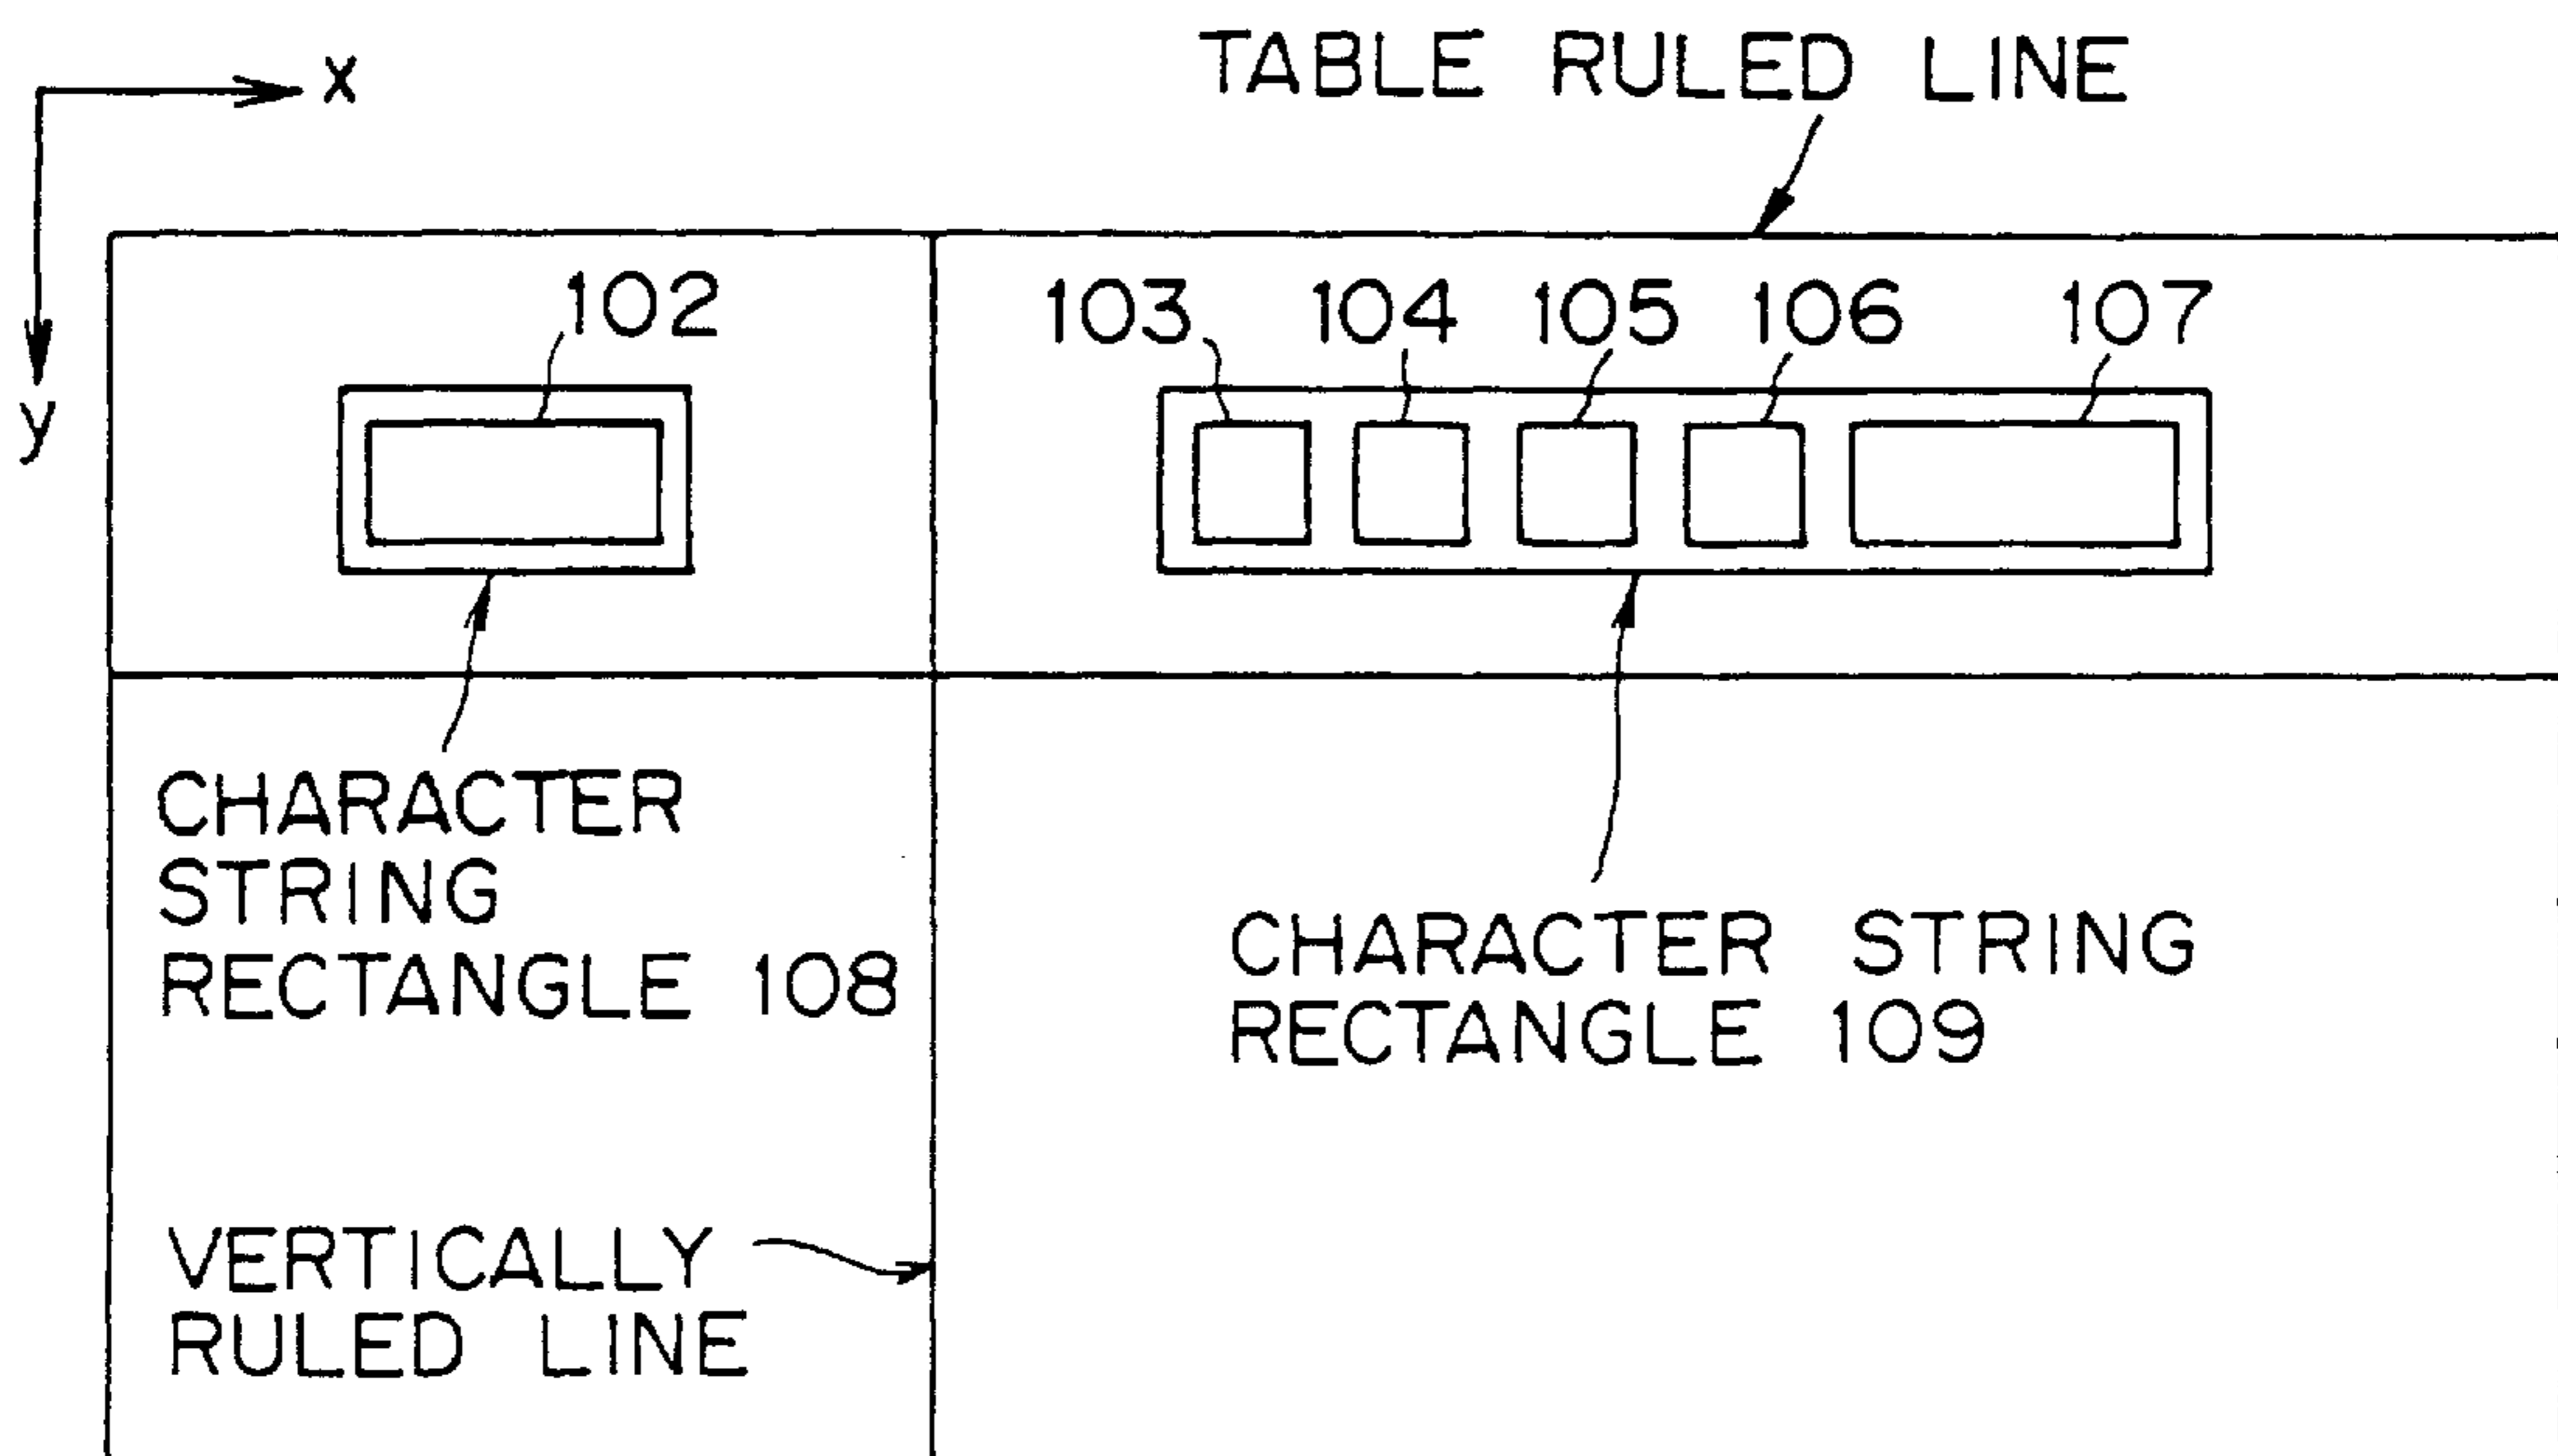 TABLE RULED LINE
x
y
102
103 104 105 106 107
CHARACTER
STRING
RECTANGLE 108
CHARACTER STRING
RECTANGLE 109
VERTICALLY
RULED LINE